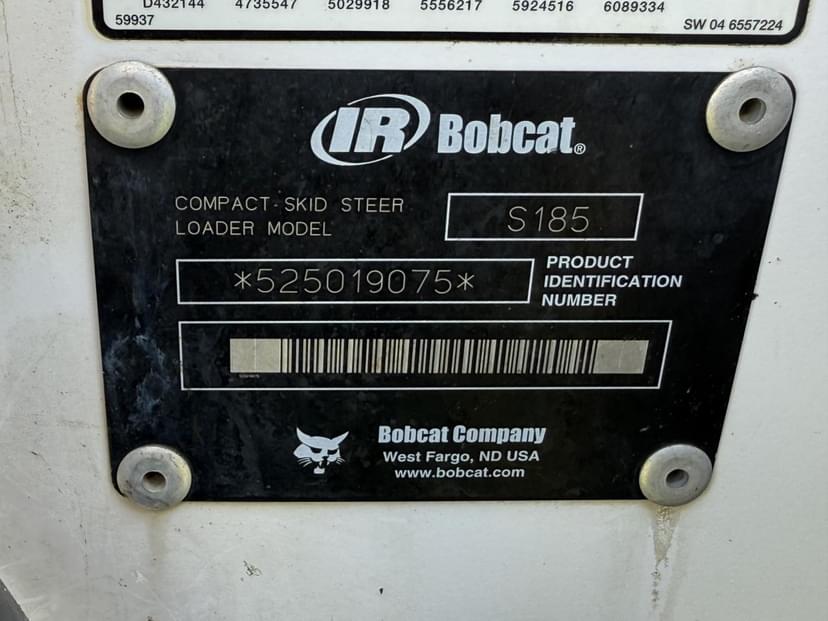 D432144 4735547 5029918 5556217 5924516 6089334
59937
SW 04 6557224
IR Bobcat®
COMPACT SKID STEER
LOADER MODEL
S185
*525019075*
PRODUCT
IDENTIFICATION
NUMBER
Bobcat Company
West Fargo, ND USA
www.bobcat.com